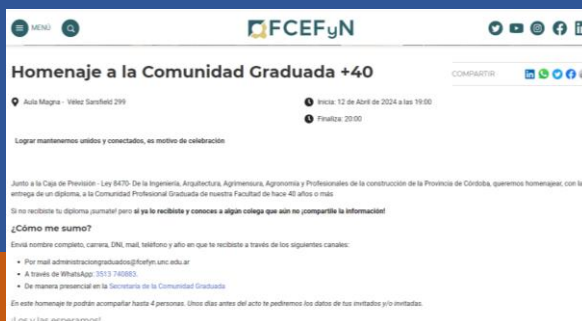 MENÚ
FCEFyN
Homenaje a la Comunidad Graduada +40
COMPARTIR
Aula Magna - Vélez Sarsfield 299
Inicia: 12 de Abril de 2024 a las 19:00
Finaliza: 20:00
Lograr mantenernos unidos y conectados, es motivo de celebración
Junto a la Caja de Previsión - Ley 8470- De la Ingeniería, Arquitectura, Agrimensura, Agronomía y Profesionales de la construcción de la Provincia de Córdoba, queremos homenajear, con la
entrega de un diploma, a la Comunidad Profesional Graduada de nuestra Facultad de hace 40 años o más
Si no recibiste tu diploma ¡sumate! pero si ya lo recibiste y conoces a algún colega que aún no ¡compartile la información!
¿Cómo me sumo?
Enviá nombre completo, carrera, DNI, mail, teléfono y año en que te recibiste a través de los siguientes canales:
• Por mail administraciongraduados@fcefyn.unc.edu.ar
• A través de WhatsApp: 3513 740883.
• De manera presencial en la Secretaría de la Comunidad Graduada
En este homenaje te podrán acompañar hasta 4 personas. Unos días antes del acto te pediremos los datos de tus invitados y/o invitadas.
¡Los y las esperamos!